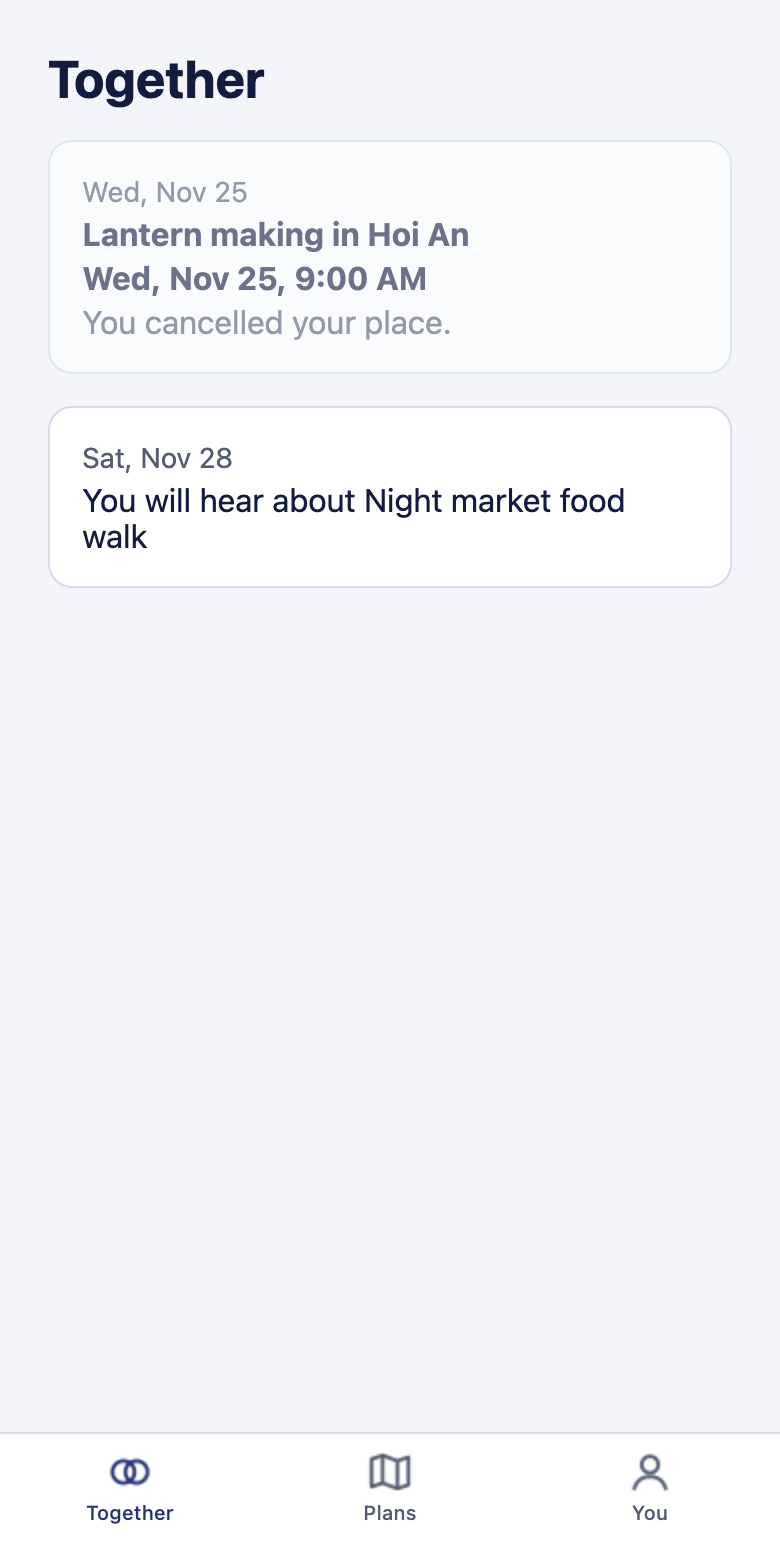 Together
Wed, Nov 25
Lantern making in Hoi An
Wed, Nov 25, 9:00 AM
You cancelled your place.
Sat, Nov 28
You will hear about Night market food
walk
Together
Plans
You